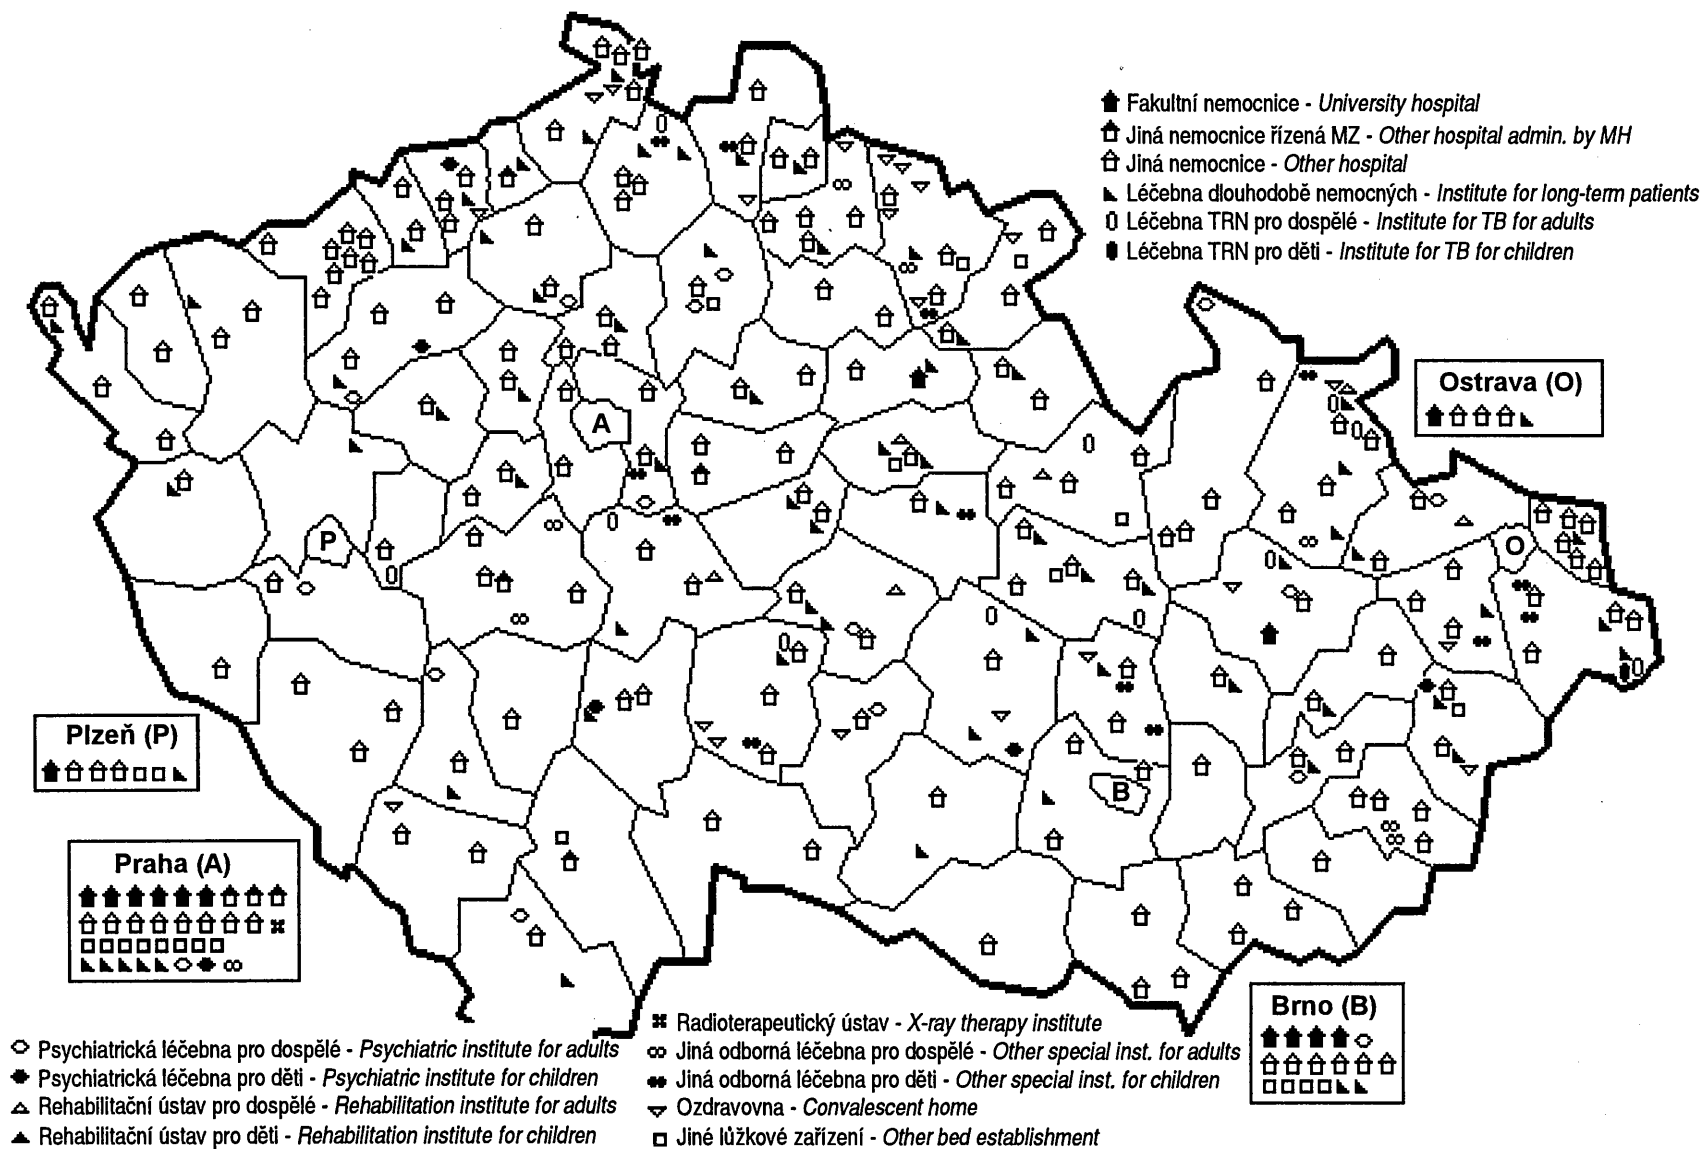 Fakultní nemocnice - University hospital
Jiná nemocnice řízená MZ - Other hospital admin. by MH
Jiná nemocnice - Other hospital
Léčebna dlouhodobě nemocných - Institute for long-term patients
Léčebna TRN pro dospělé - Institute for TB for adults
Léčebna TRN pro děti - Institute for TB for children
Ostrava (O)
A
P
O
B
Plzeň (P)
Praha (A)
Brno (B)
Psychiatrická léčebna pro dospělé - Psychiatric institute for adults
Psychiatrická léčebna pro děti - Psychiatric institute for children
Rehabilitační ústav pro dospělé - Rehabilitation institute for adults
Rehabilitační ústav pro děti - Rehabilitation institute for children
Radioterapeutický ústav - X-ray therapy institute
Jiná odborná léčebna pro dospělé - Other special inst. for adults
Jiná odborná léčebna pro děti - Other special inst. for children
Ozdravovna - Convalescent home
Jiné lůžkové zařízení - Other bed establishment